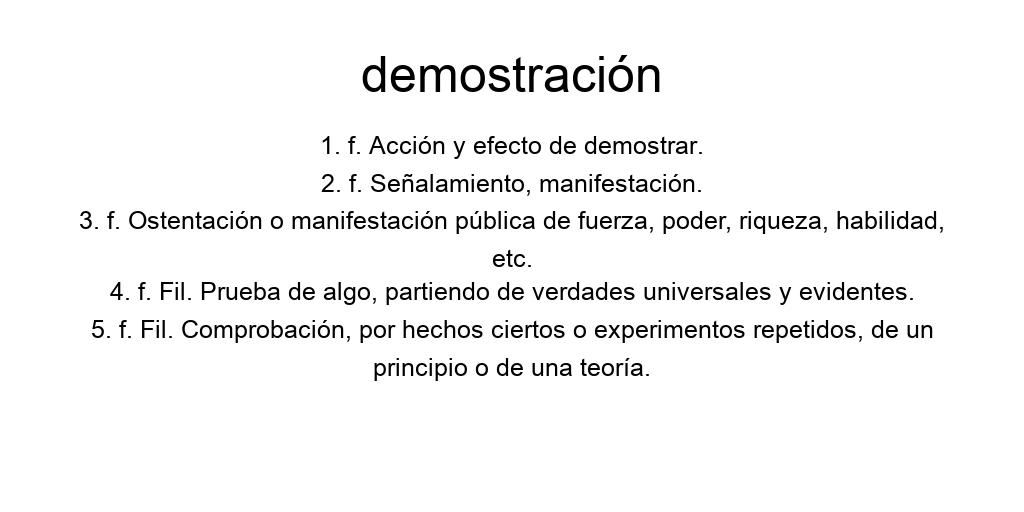 demostración
1. f. Acción y efecto de demostrar.
2. f. Señalamiento, manifestación.
3. f. Ostentación o manifestación pública de fuerza, poder, riqueza, habilidad,
etc.
4. f. Fil. Prueba de algo, partiendo de verdades universales y evidentes.
5. f. Fil. Comprobación, por hechos ciertos o experimentos repetidos, de un
principio o de una teoría.